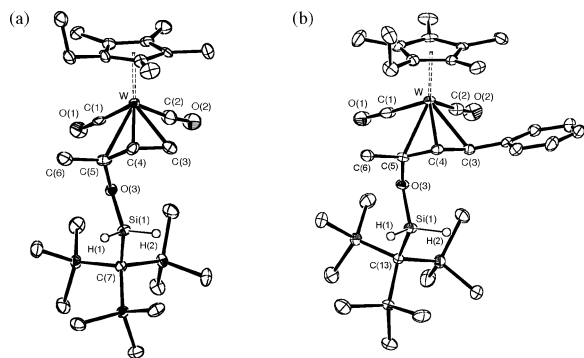 (a)
W
C(1)
C(2)
O(1)
O(2)
C(4)
C(3)
C(6)
C(5)
O(3)
Si(1)
H(1)
H(2)
C(7)
(b)
W
C(1)
C(2)
O(1)
O(2)
C(4)
C(3)
C(6)
C(5)
O(3)
Si(1)
H(1)
H(2)
C(13)